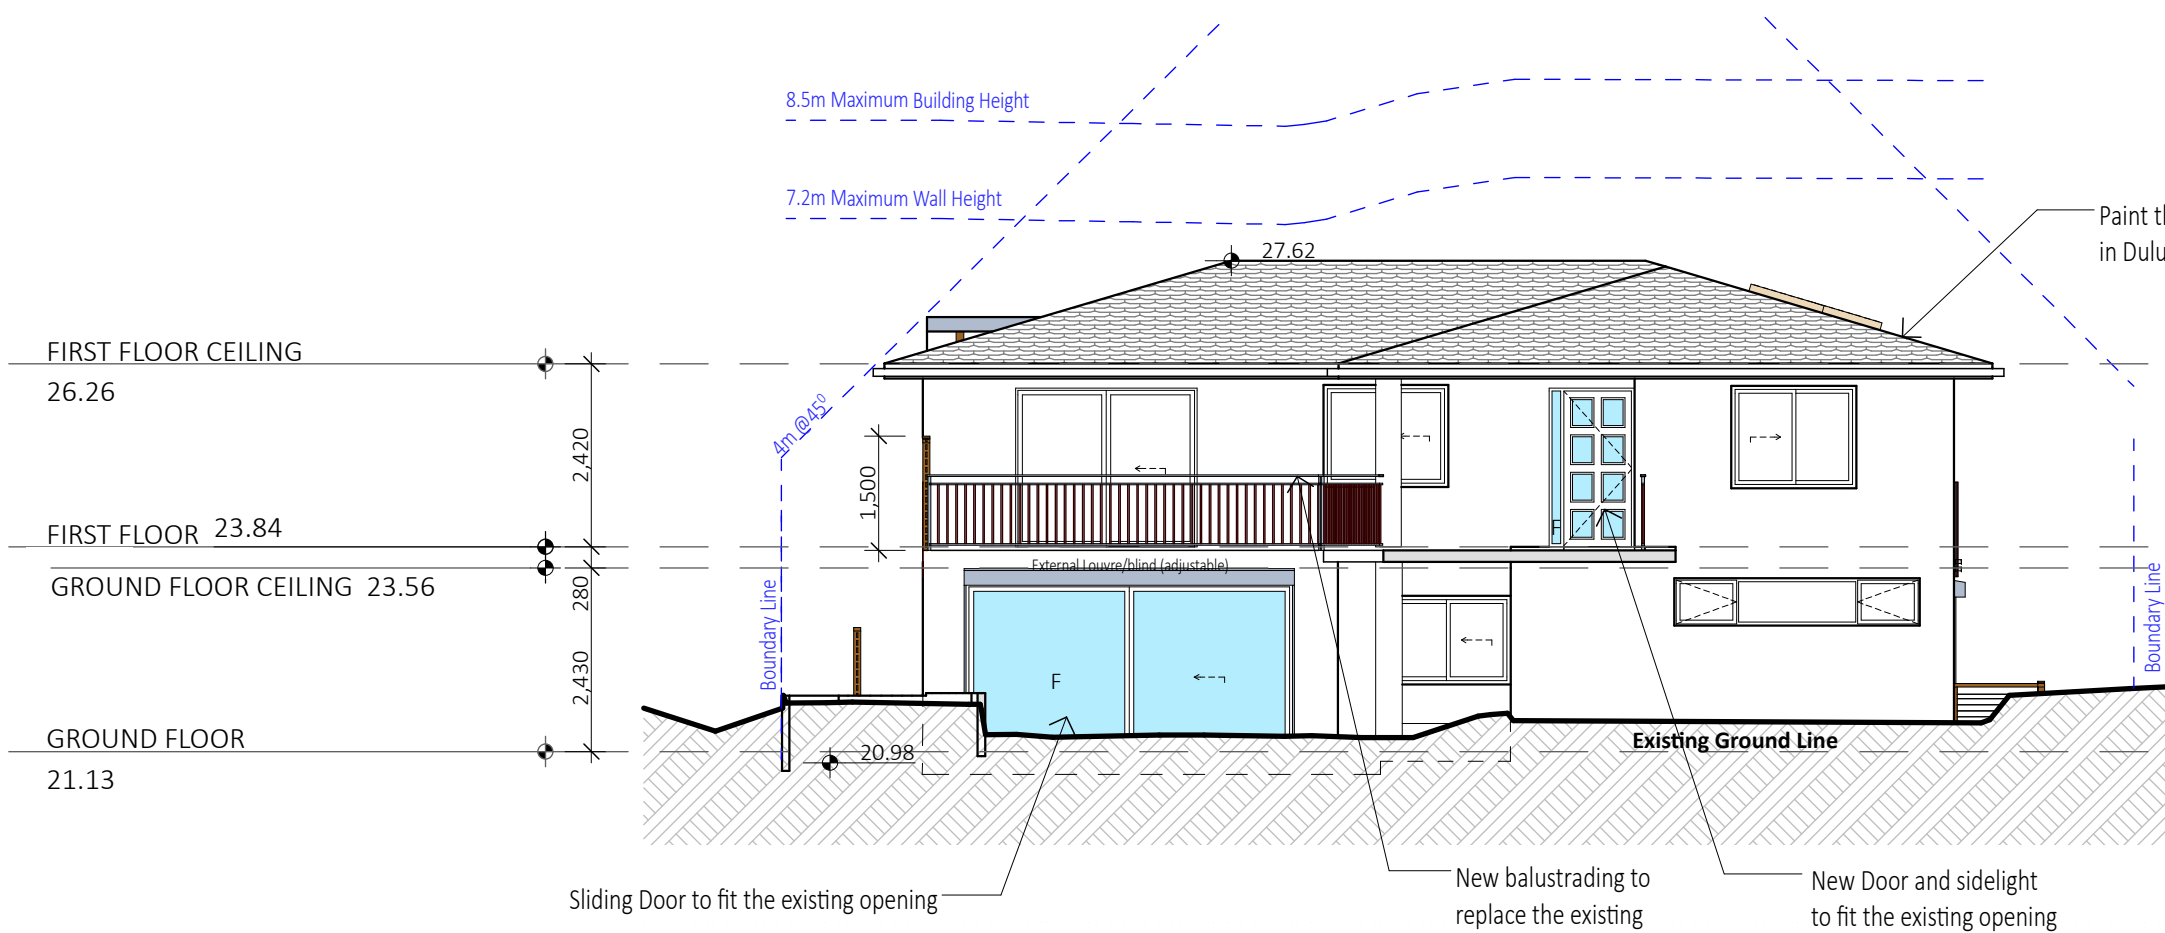 8.5m Maximum Building Height
7.2m Maximum Wall Height
27.62
Paint th
in Dulu
FIRST FLOOR CEILING
26.26
4m @45⁰
2,420
1,500
FIRST FLOOR 23.84
GROUND FLOOR CEILING 23.56
External Louvre/blind (adjustable)
280
F
Boundary Line
Boundary Line
2,430
F
GROUND FLOOR
21.13
20.98
Existing Ground Line
Sliding Door to fit the existing opening
New balustrading to
replace the existing
New Door and sidelight
to fit the existing opening